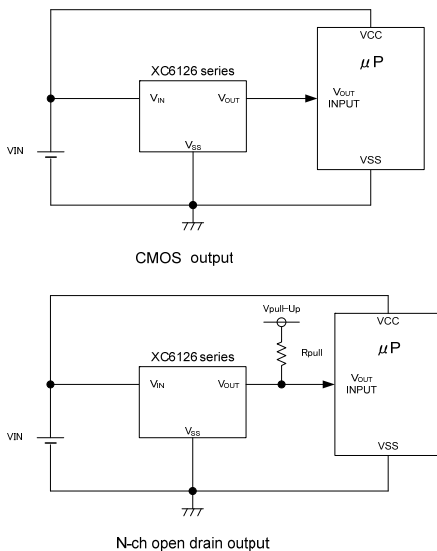 VCC
μP
XC6126 series
VIN
VOUT
VOUT
INPUT
VIN
VSS
VSS
CMOS output
Vpull-Up
VCC
Rpull
μP
XC6126 series
VIN
VOUT
VOUT
INPUT
VIN
VSS
VSS
N-ch open drain output